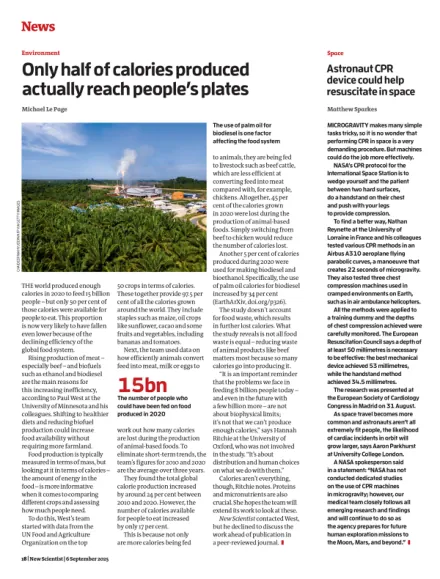 News
Environment
Only half of calories produced
actually reach people's plates
Michael Le Page
THE world produced enough
calories in 2020 to feed 15 billion
people – but only 50 per cent of
those calories were available for
people to eat. This proportion
is now very likely to have fallen
even lower because of the
declining efficiency of the
global food system.
Rising production of meat –
especially beef – and biofuels
such as ethanol and biodiesel
are the main reasons for
this increasing inefficiency,
according to Paul West at the
University of Minnesota and his
colleagues. Shifting to healthier
diets and reducing biofuel
production could increase
food availability without
requiring more farmland.
Food production is typically
measured in terms of mass, but
looking at it in terms of calories –
the amount of energy in the
food – is more informative
when it comes to comparing
different crops and assessing
how much people need.
To do this, West's team
started with data from the
UN Food and Agriculture
Organization on the top
50 crops in terms of calories.
These together provide 97.5 per
cent of all the calories grown
around the world. They include
staples such as maize, oil crops
like sunflower, cacao and some
fruits and vegetables, including
bananas and tomatoes.
Next, the team used data on
how efficiently animals convert
feed into meat, milk or eggs to
15bn
The number of people who
could have been fed on food
produced in 2020
work out how many calories
are lost during the production
of animal-based foods. To
eliminate short-term trends, the
team's figures for 2010 and 2020
are the average over three years.
They found the total global
calorie production increased
by around 24 per cent between
2010 and 2020. However, the
number of calories available
for people to eat increased
by only 17 per cent.
This is because not only
are more calories being fed
The use of palm oil for
biodiesel is one factor
affecting the food system
to animals, they are being fed
to livestock such as beef cattle,
which are less efficient at
converting feed into meat
compared with, for example,
chickens. Altogether, 45 per
cent of the calories grown
in 2020 were lost during the
production of animal-based
foods. Simply switching from
beef to chicken would reduce
the number of calories lost.
Another 5 per cent of calories
produced during 2020 were
used for making biodiesel and
bioethanol. Specifically, the use
of palm oil calories for biodiesel
increased by 34 per cent
The study doesn't account
for food waste, which results
in further lost calories. What
the study reveals is not all food
waste is equal – reducing waste
of animal products like beef
matters most because so many
calories go into producing it.
"It is an important reminder
that the problems we face in
feeding 8 billion people today –
and even in the future with
a few billion more – are not
about biophysical limits;
it's not that we can't produce
enough calories," says Hannah
Ritchie at the University of
Oxford, who was not involved
in the study. "It's about
distribution and human choices
on what we do with them."
Calories aren't everything,
though, Ritchie notes. Proteins
and micronutrients are also
crucial. She hopes the team will
extend its work to look at these.
New Scientist contacted West,
but he declined to discuss the
work ahead of publication in
a peer-reviewed journal.
Space
Astronaut CPR
device could help
resuscitate in space
Matthew Sparkes
MICROGRAVITY makes many simple
tasks tricky, so it is no wonder that
performing CPR in space is a very
demanding procedure. But machines
could do the job more effectively.
NASA's CPR protocol for the
International Space Station is to
wedge yourself and the patient
between two hard surfaces,
do a handstand on their chest
and push with your legs
to provide compression.
To find a better way, Nathan
Reynette at the University of
Lorraine in France and his colleagues
tested various CPR methods in an
Airbus A310 aeroplane flying
parabolic curves, a manoeuvre that
creates 22 seconds of microgravity.
They also tested three chest
compression machines used in
cramped environments on Earth,
such as in air ambulance helicopters.
All the methods were applied to
a training dummy and the depths
of chest compression achieved were
carefully monitored. The European
Resuscitation Council says a depth of
at least 50 millimetres is necessary to
be effective: the best mechanical
device achieved 53 millimetres,
while the handstand method
achieved 34.5 millimetres.
The research was presented at
the European Society of Cardiology
Congress in Madrid on 31 August.
As space travel becomes more
common and astronauts aren't all
extremely fit people, the likelihood
of cardiac incidents in orbit will
grow larger, says Aaron Parkhurst
at University College London.
A NASA spokesperson said
in a statement: "NASA has not
conducted dedicated studies
on the use of CPR machines
in microgravity; however, our
medical team closely follows all
emerging research and findings
and will continue to do so as
the agency prepares for future
human exploration missions to
the Moon, Mars, and beyond."
18 | New Scientist | 6 September 2025